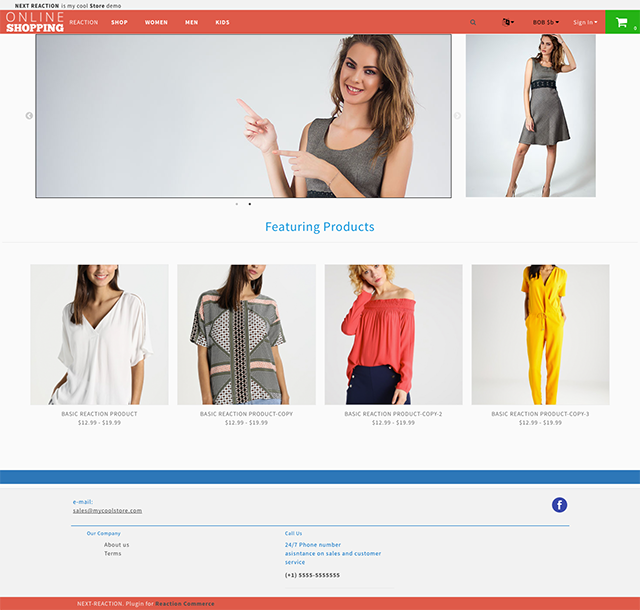 NEXT REACTION is my cool Store demo
ONLINE
SHOPPING
REACTION SHOP WOMEN MEN KIDS BOB $b Sign In 0
Featuring Products
BASIC REACTION PRODUCT
$12.99 - $19.99
BASIC REACTION PRODUCT-COPY
$12.99 - $19.99
BASIC REACTION PRODUCT-COPY-2
$12.99 - $19.99
BASIC REACTION PRODUCT-COPY-3
$12.99 - $19.99
e-mail:
sales@mycoolstore.com
f
Our Company
About us
Terms
Call Us
24/7 Phone number
asisntance on sales and customer
service
(+1) 5555-5555555
NEXT-REACTION. Plugin for Reaction Commerce